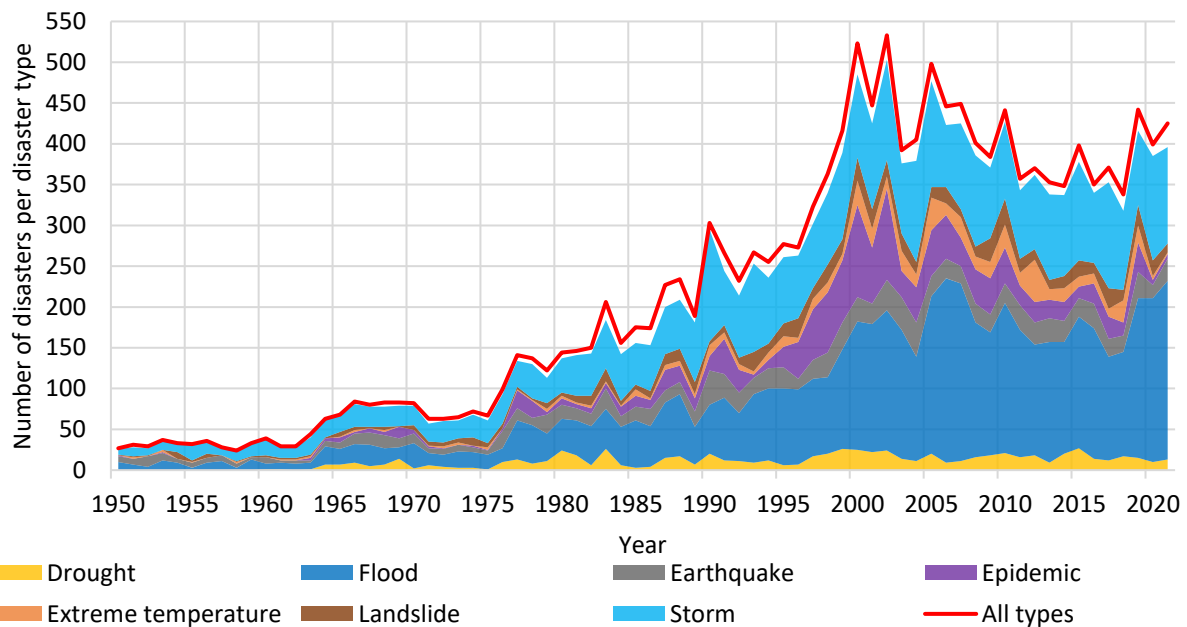 Number of disasters per disaster type
550
500
450
400
350
300
250
200
150
100
50
0
1950 1955 1960 1965 1970 1975 1980 1985 1990 1995 2000 2005 2010 2015 2020
Year
Drought Flood Earthquake Epidemic
Extreme temperature Landslide Storm All types